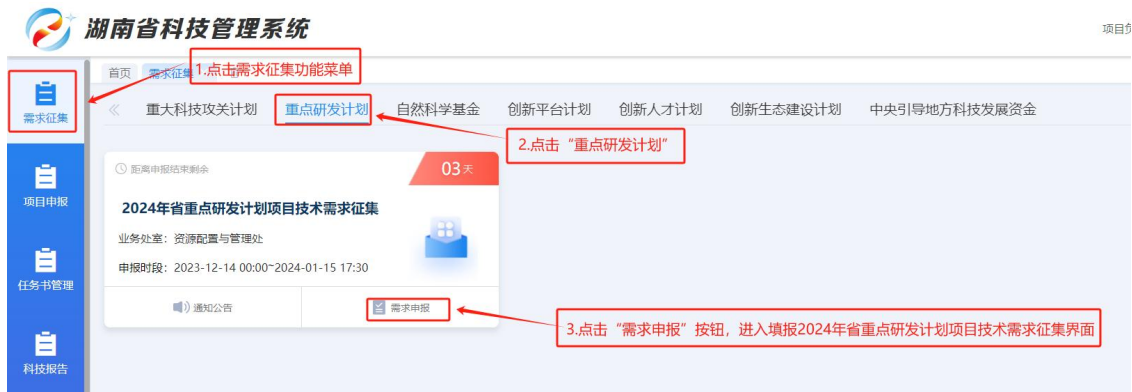 湖南省科技管理系统
项目负
1.点击需求征集功能菜单
首页 需求征集
需求征集
重大科技攻关计划 重点研发计划 自然科学基金 创新平台计划 创新人才计划 创新生态建设计划 中央引导地方科技发展资金
2.点击“重点研发计划”
距离申报结束剩余 03天
项目申报
2024年省重点研发计划项目技术需求征集
业务处室：资源配置与管理处
申报时段：2023-12-14 00:00~2024-01-15 17:30
任务书管理
通知公告 需求申报
3.点击“需求申报”按钮，进入填报2024年省重点研发计划项目技术需求征集界面
科技报告